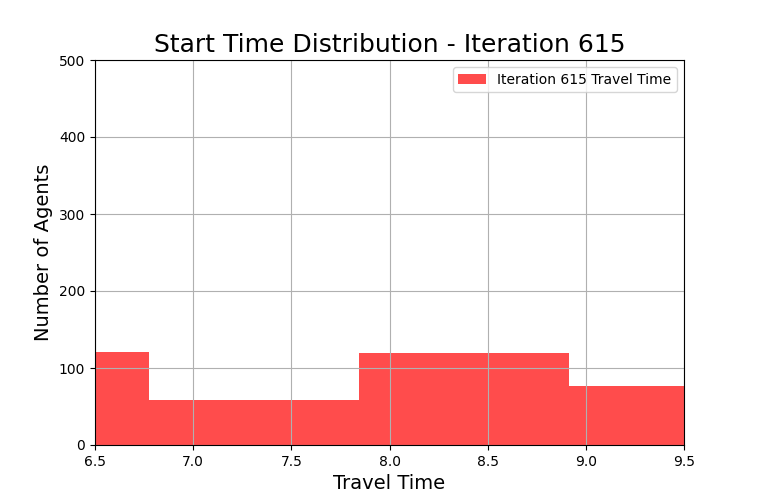 Start Time Distribution - Iteration 615
500
Iteration 615 Travel Time
400
300
200
100
0
Number of Agents
6.5 7.0 7.5 8.0 8.5 9.0 9.5
Travel Time